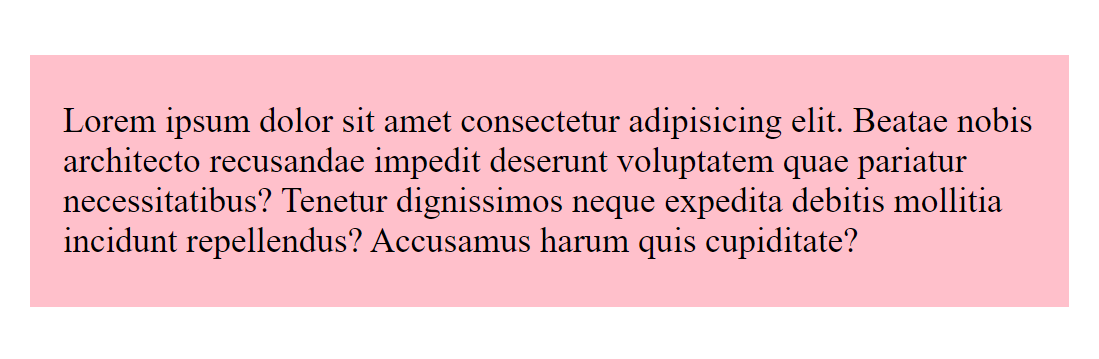 Lorem ipsum dolor sit amet consectetur adipisicing elit. Beatae nobis
architecto recusandae impedit deserunt voluptatem quae pariatur
necessitatibus? Tenetur dignissimos neque expedita debitis mollitia
incidunt repellendus? Accusamus harum quis cupiditate?